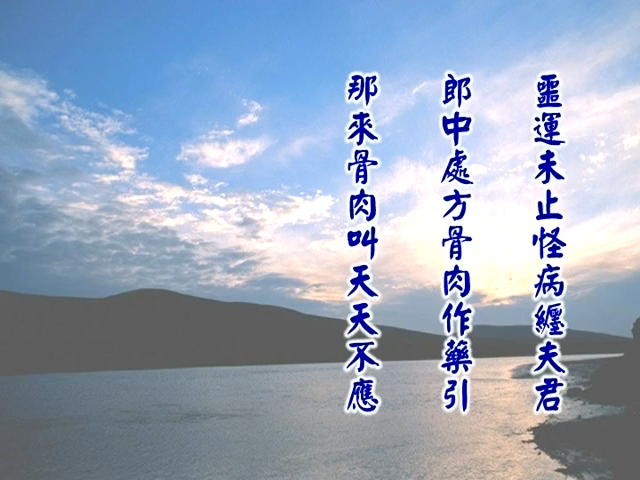 噩運未止怪病纏夫君
郎中處方骨肉作藥引
那來骨肉叫天天不應